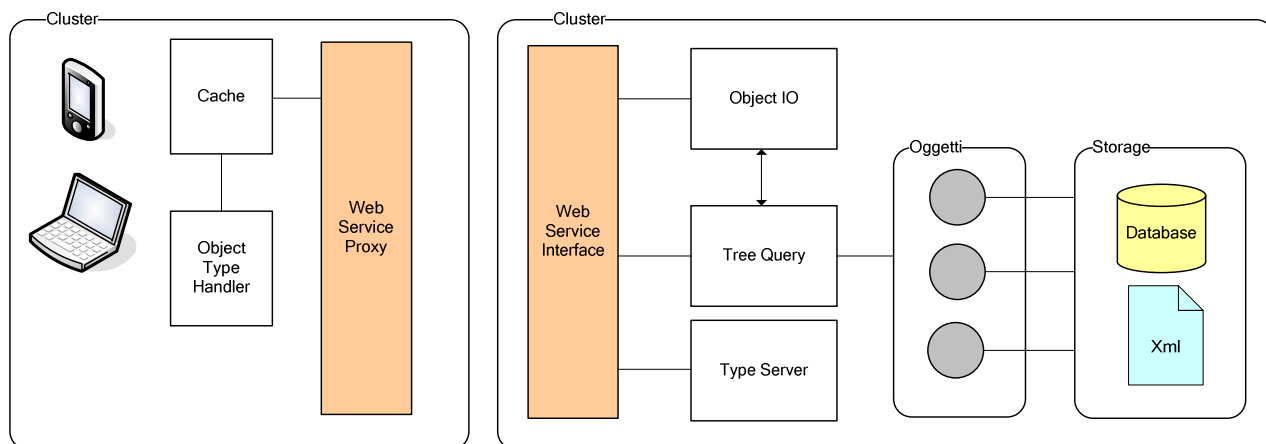 Cluster
Cache
Object
Type
Handler
Web
Service
Proxy
Cluster
Web
Service
Interface
Object IO
Tree Query
Type Server
Oggetti
Storage
Database
Xml